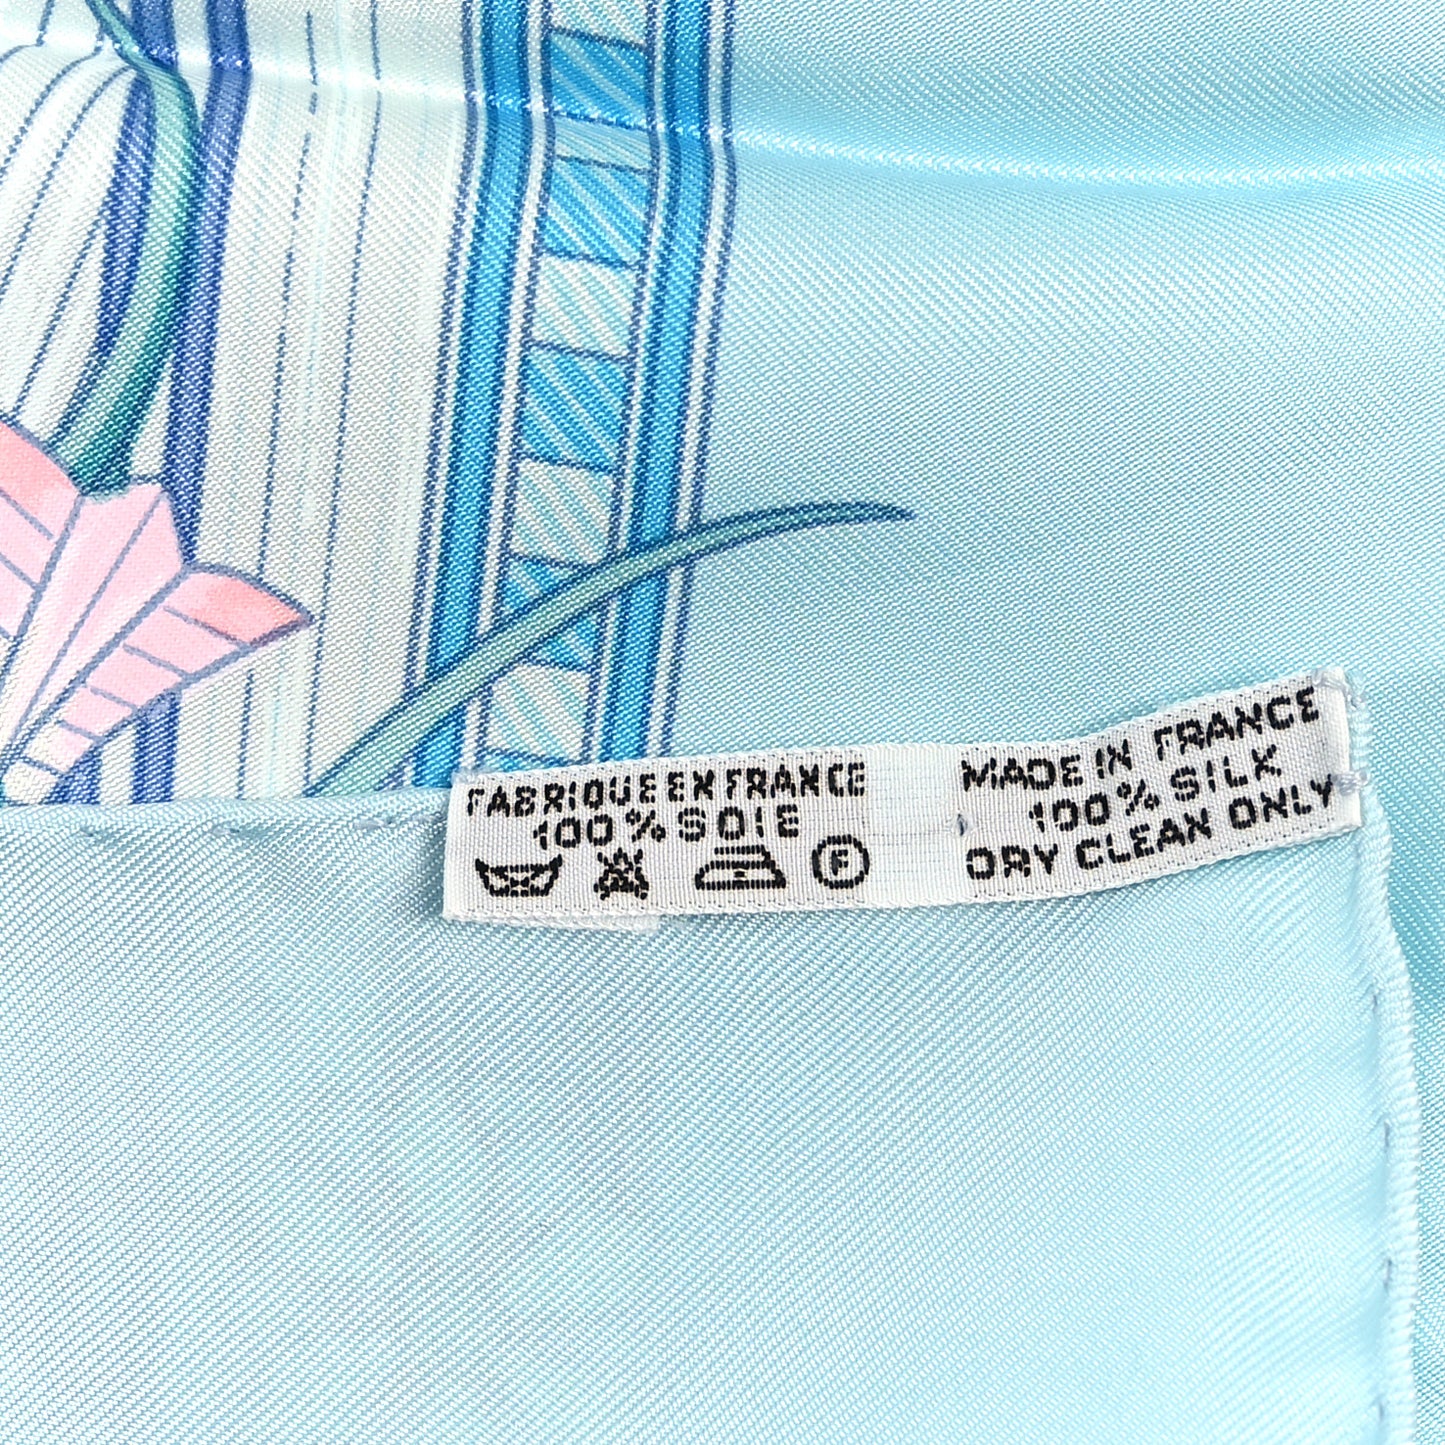 FABRIQUE EN FRANCE
100% SOIE
F
MADE IN FRANCE
100% SILK
DRY CLEAN ONLY